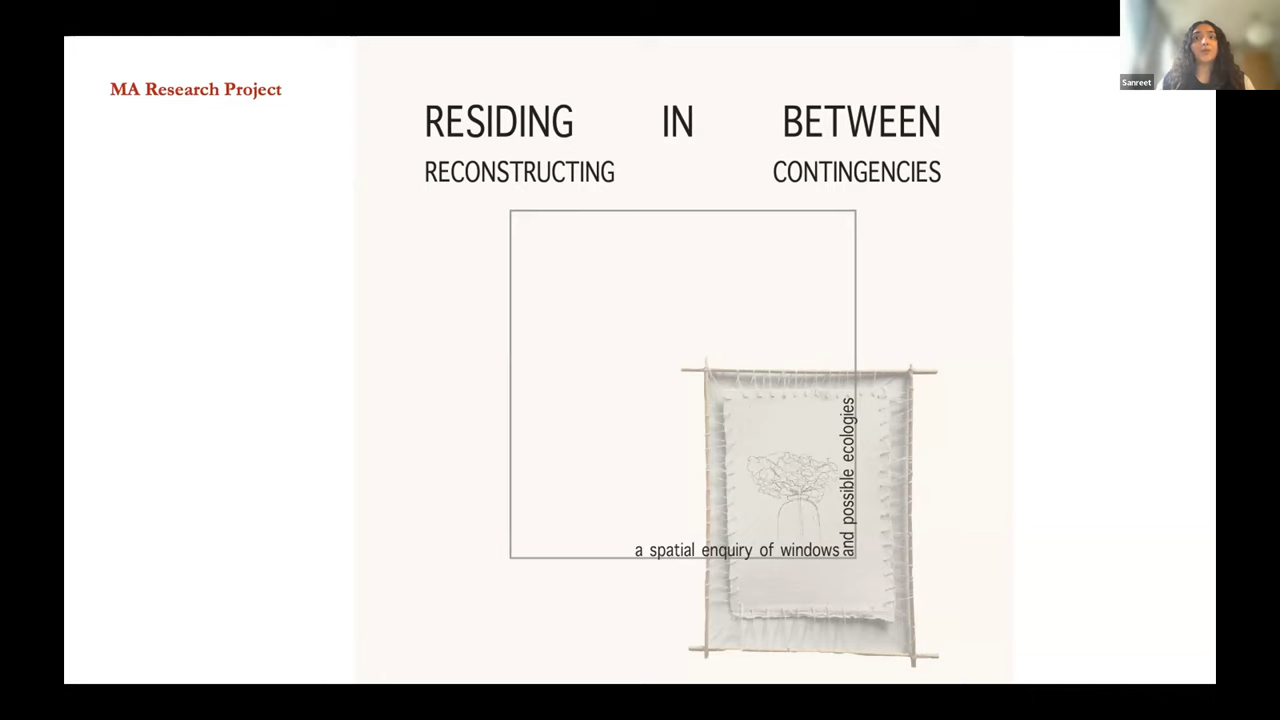 MA Research Project
RESIDING IN BETWEEN
RECONSTRUCTING CONTINGENCIES
a spatial enquiry of windows
and possible ecologies
Sanreet